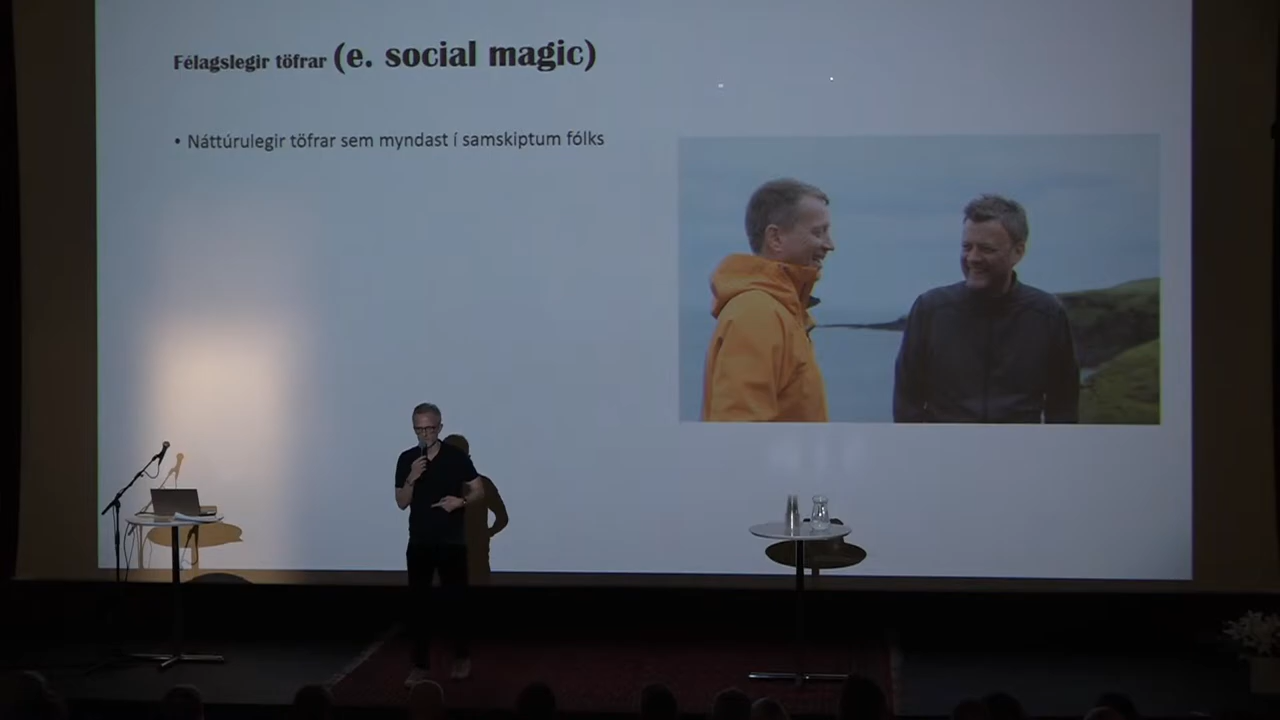 Félagslegir töfrar (e. social magic)
• Náttúrulegir töfrar sem myndast í samskiptum fólks